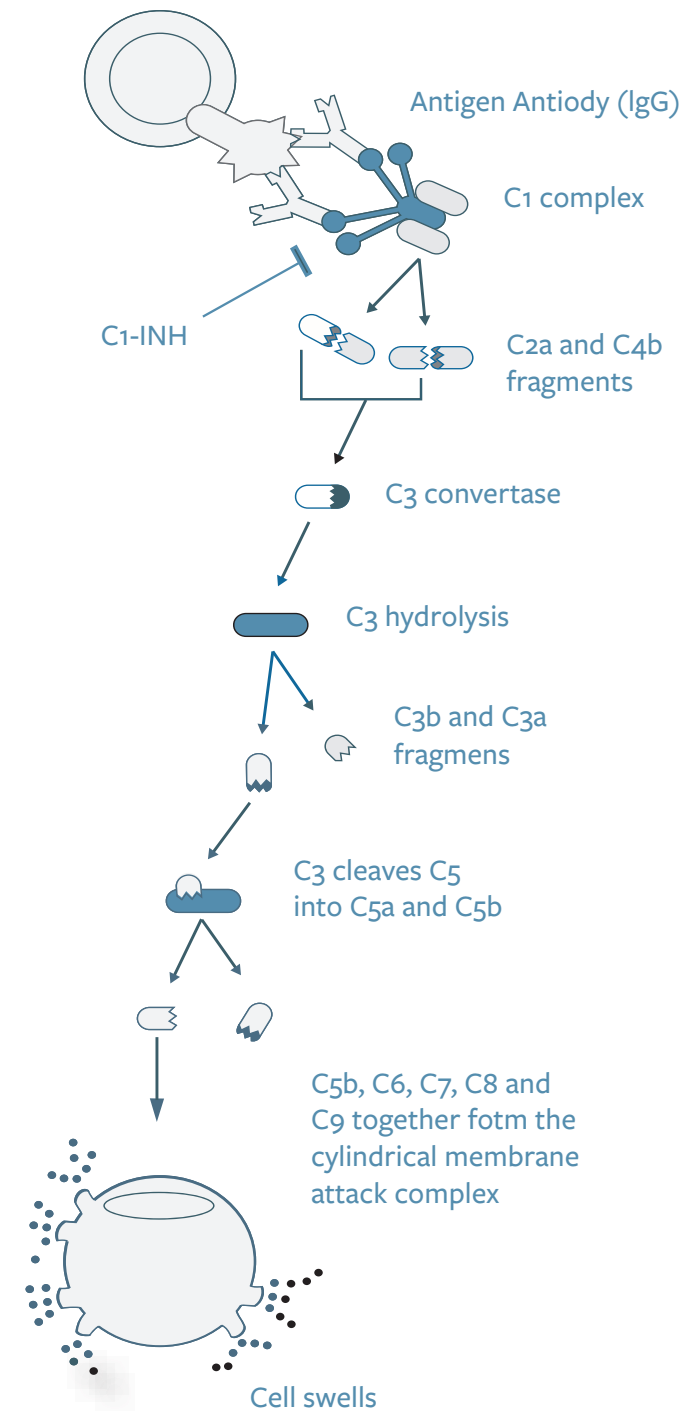 Antigen Antiody (IgG)
C1 complex
C1-INH
C2a and C4b
fragments
C3 convertase
C3 hydrolysis
C3b and C3a
fragmens
C3 cleaves C5
into C5a and C5b
C5b, C6, C7, C8 and
C9 together fotm the
cylindrical membrane
attack complex
Cell swells